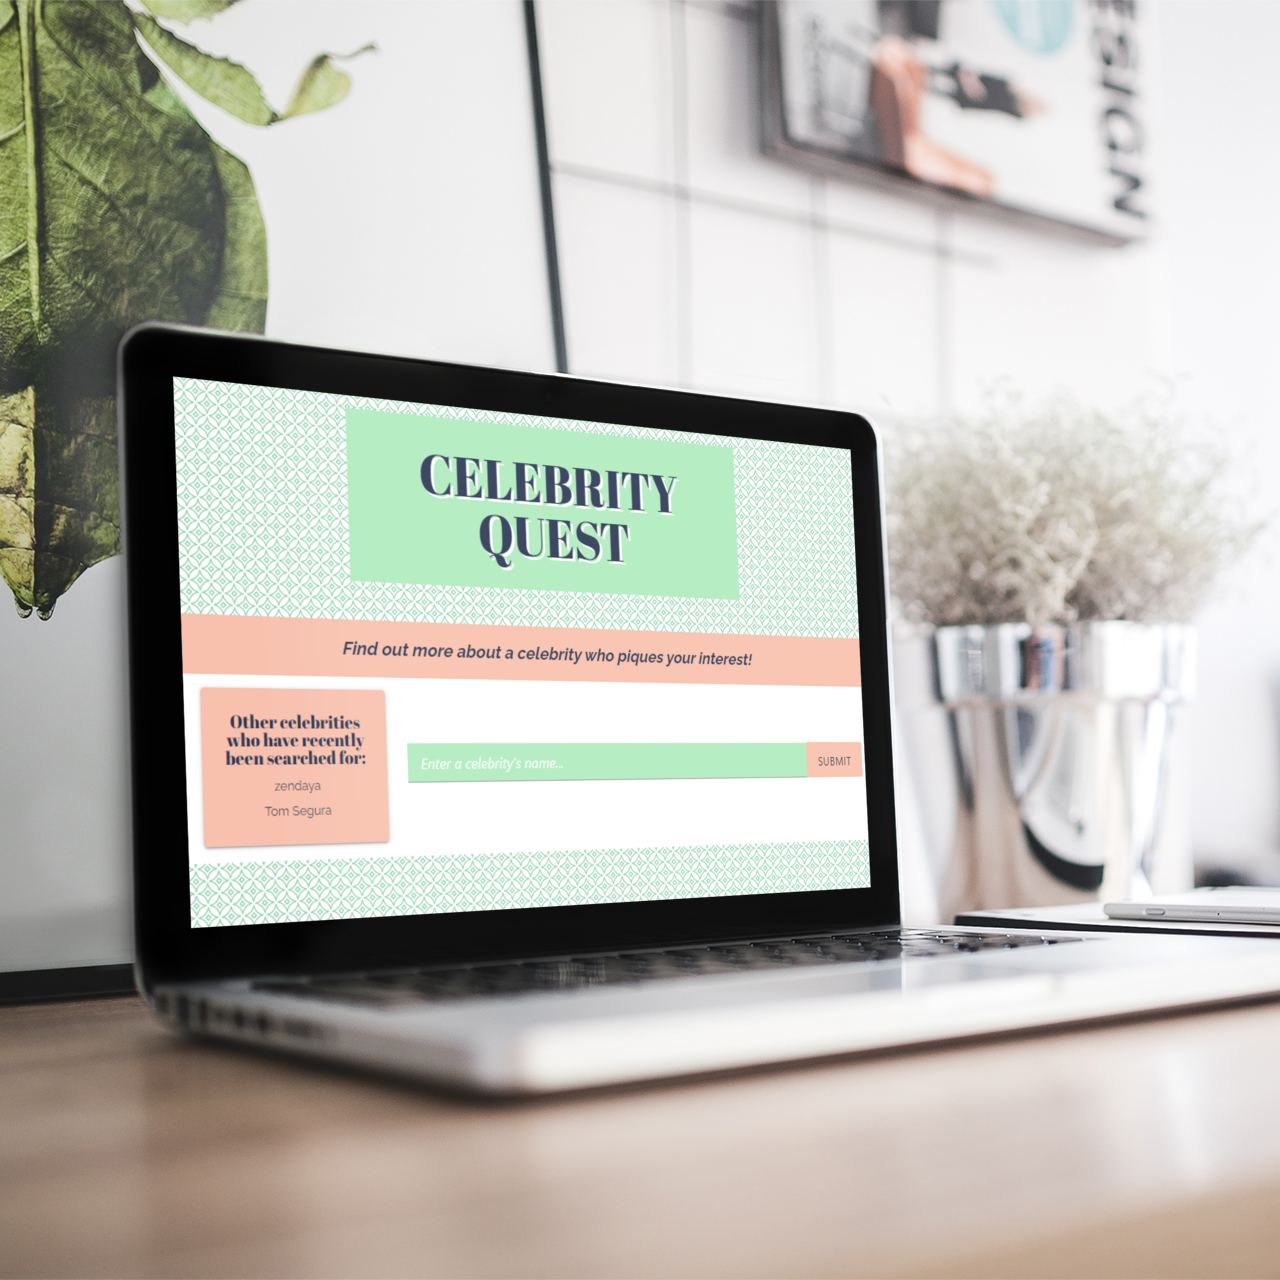 ESIGN
CELEBRITY
QUEST
Find out more about a celebrity who piques your interest!
Other celebrities
who have recently
been searched for:
zendaya
Tom Segura
Enter a celebrity's name...
SUBMIT